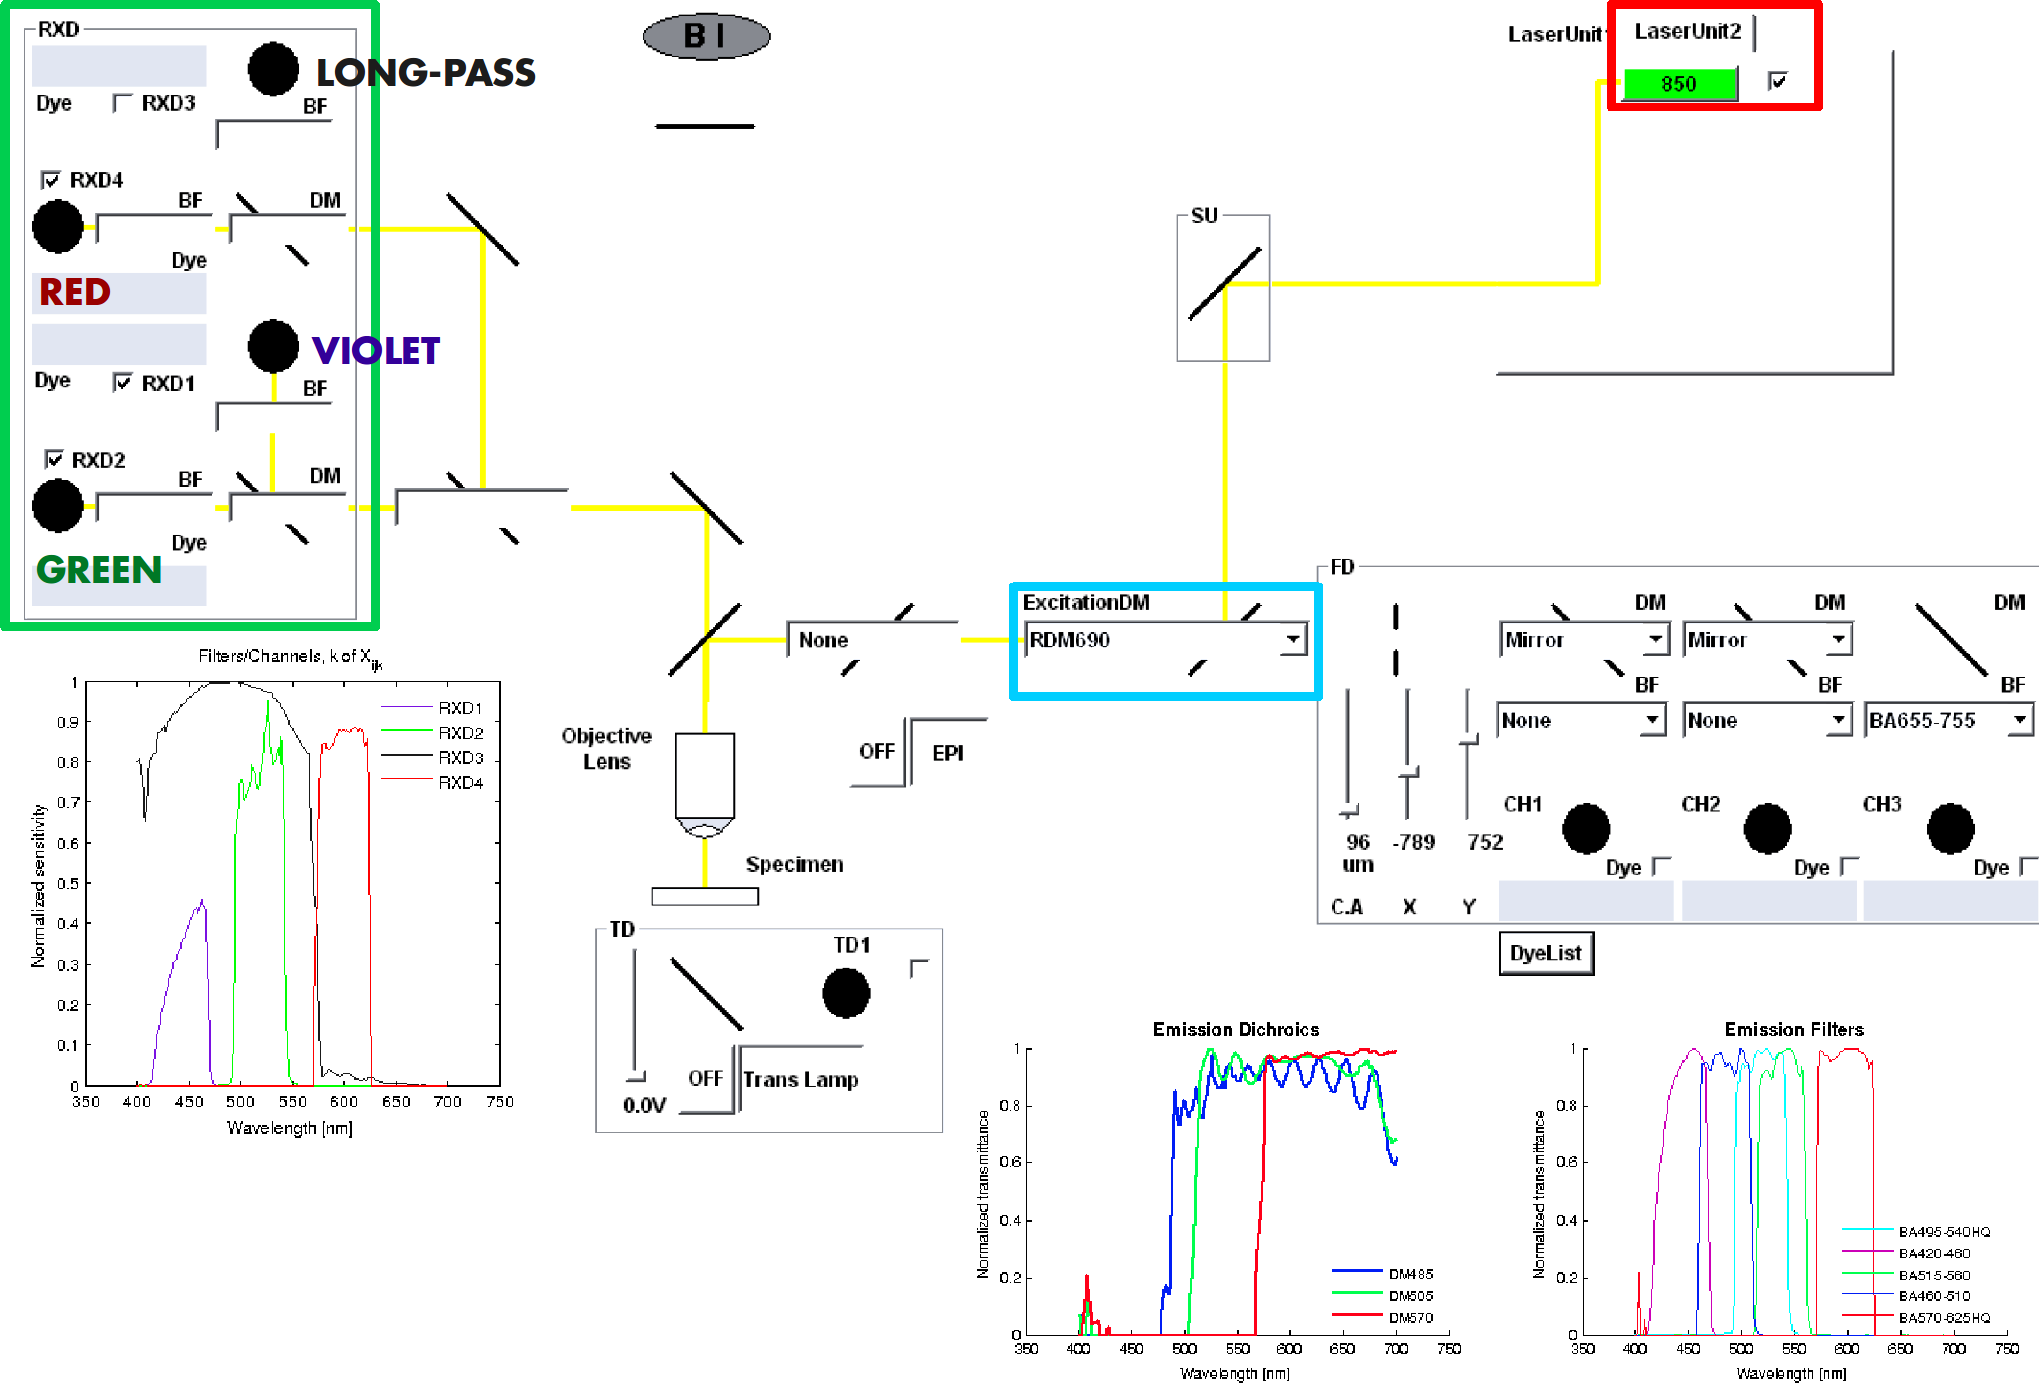 RXD
LONG-PASS
Dye
RXD3
BF
RXD4
BF
DM
Dye
RED
VIOLET
Dye
RXD1
BF
RXD2
BF
DM
Dye
GREEN
B I
LaserUnit
LaserUnit2
850
SU
ExcitationDM
RDM690
None
OFF
EPI
Objective
Lens
Specimen
TD
TD1
OFF
Trans Lamp
0.0V
FD
DM
DM
DM
Mirror
Mirror
BF
BF
BF
None
None
BA655-755
CH1
CH2
CH3
96
um
-789
752
Dye
Dye
Dye
C.A
X
Y
DyeList
Filters/Channels, k of Xijk
1
0.9
0.8
0.7
0.6
0.5
0.4
0.3
0.2
0.1
0
Normalized sensitivity
RXD1
RXD2
RXD3
RXD4
350 400 450 500 550 600 650 700 750
Wavelength [nm]
Emission Dichroics
1
0.8
0.6
0.4
0.2
0
Normalized transmittance
DM485
DM505
DM570
350 400 450 500 550 600 650 700 750
Wavelength [nm]
Emission Filters
1
0.8
0.6
0.4
0.2
0
Normalized transmittance
BA495-540HQ
BA420-460
BA515-560
BA460-510
BA570-625HQ
350 400 450 500 550 600 650 700 750
Wavelength [nm]